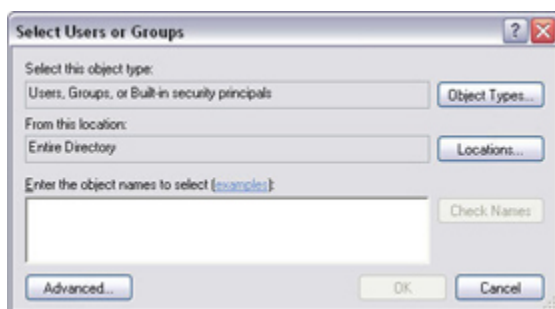 Select Users or Groups
Select this object type:
Users, Groups, or Built-in security principals
Object Types...
From this location:
Entire Directory
Locations...
Enter the object names to select (examples):
Check Names
Advanced...
OK
Cancel